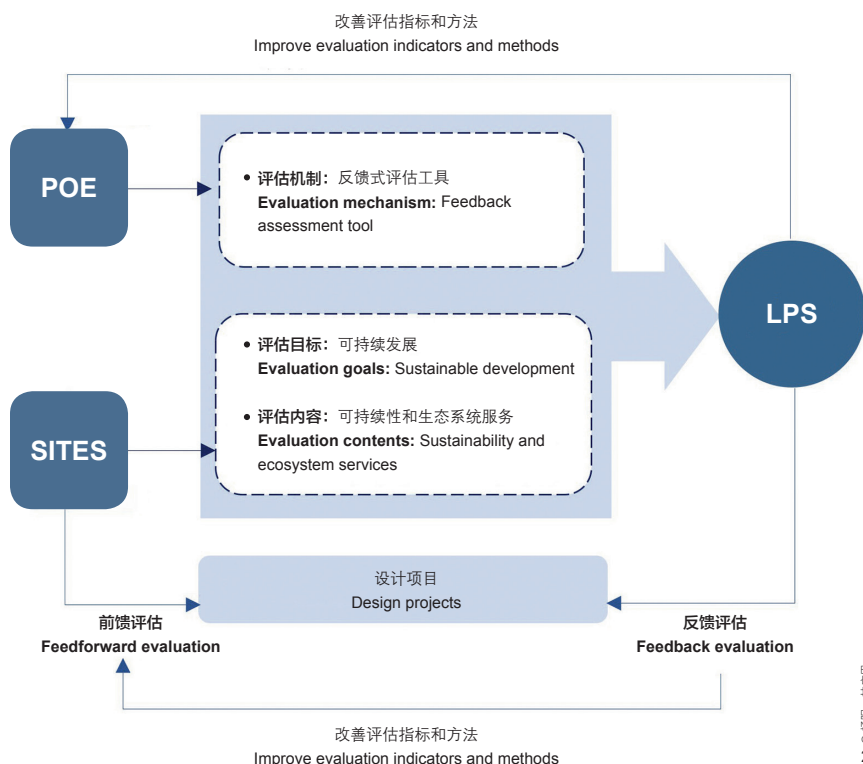 改善评估指标和方法
Improve evaluation indicators and methods
POE
• 评估机制：反馈式评估工具
Evaluation mechanism: Feedback
assessment tool
LPS
• 评估目标：可持续发展
Evaluation goals: Sustainable development
• 评估内容：可持续性和生态系统服务
Evaluation contents: Sustainability and
ecosystem services
SITES
设计项目
Design projects
前馈评估
Feedforward evaluation
反馈评估
Feedback evaluation
改善评估指标和方法
Improve evaluation indicators and methods